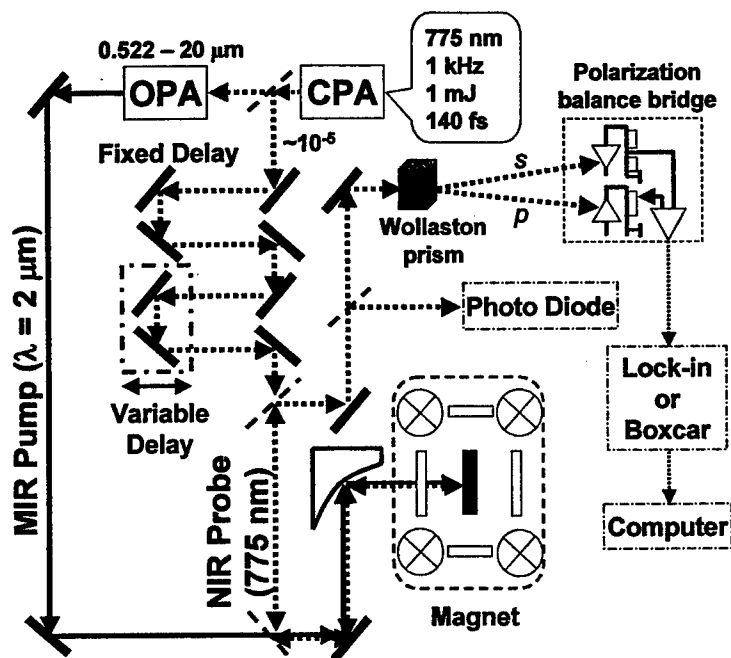 0.522 – 20 μm
OPA
CPA
775 nm
1 kHz
1 mJ
140 fs
Polarization
balance bridge
~10⁻⁵
Fixed Delay
s
p
Wollaston
prism
Photo Diode
Variable
Delay
Lock-in
or
Boxcar
MIR Pump (λ = 2 μm)
NIR Probe
(775 nm)
Computer
Magnet